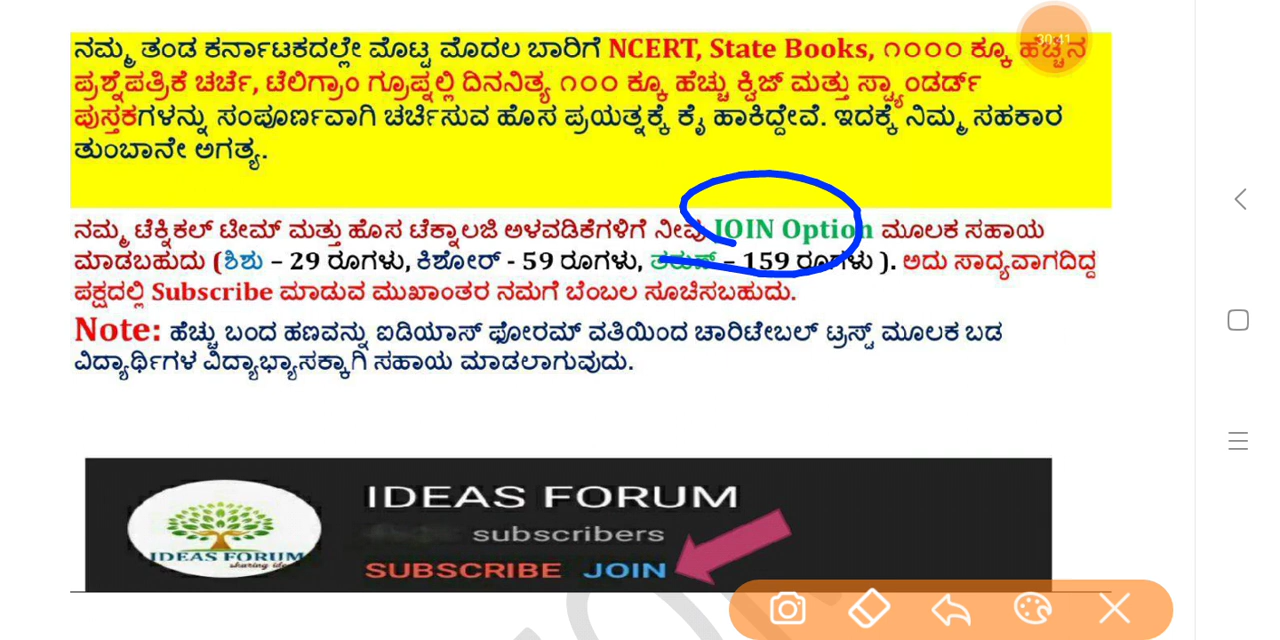 30:41
ನಮ್ಮ ತಂಡ ಕರ್ನಾಟಕದಲ್ಲೇ ಮೊಟ್ಟ ಮೊದಲ ಬಾರಿಗೆ NCERT, State Books, ೧೦೦೦ ಕ್ಕೂ ಹೆಚ್ಚಿನ
ಪ್ರಶ್ನೆಪತ್ರಿಕೆ ಚರ್ಚೆ, ಟೆಲಿಗ್ರಾಂ ಗ್ರೂಪ್ನಲ್ಲಿ ದಿನನಿತ್ಯ ೧೦೦ ಕ್ಕೂ ಹೆಚ್ಚು ಕ್ವಿಜ್ ಮತ್ತು ಸ್ಟ್ಯಾಂಡರ್ಡ್
ಪುಸ್ತಕಗಳನ್ನು ಸಂಪೂರ್ಣವಾಗಿ ಚರ್ಚಿಸುವ ಹೊಸ ಪ್ರಯತ್ನಕ್ಕೆ ಕೈ ಹಾಕಿದ್ದೇವೆ. ಇದಕ್ಕೆ ನಿಮ್ಮ ಸಹಕಾರ
ತುಂಬಾನೇ ಅಗತ್ಯ.
ನಮ್ಮ ಟೆಕ್ನಿಕಲ್ ಟೀಮ್ ಮತ್ತು ಹೊಸ ಟೆಕ್ನಾಲಜಿ ಅಳವಡಿಕೆಗಳಿಗೆ ನೀವು JOIN Option ಮೂಲಕ ಸಹಾಯ
ಮಾಡಬಹುದು (ಶಿಶು – 29 ರೂಗಳು, ಕಿಶೋರ್ - 59 ರೂಗಳು, ತರುಣ್ – 159 ರೂಗಳು ). ಅದು ಸಾದ್ಯವಾಗದಿದ್ದ
ಪಕ್ಷದಲ್ಲಿ Subscribe ಮಾಡುವ ಮುಖಾಂತರ ನಮಗೆ ಬೆಂಬಲ ಸೂಚಿಸಬಹುದು.
Note: ಹೆಚ್ಚು ಬಂದ ಹಣವನ್ನು ಐಡಿಯಾಸ್ ಫೋರಮ್ ವತಿಯಿಂದ ಚಾರಿಟೇಬಲ್ ಟ್ರಸ್ಟ್ ಮೂಲಕ ಬಡ
ವಿದ್ಯಾರ್ಥಿಗಳ ವಿದ್ಯಾಭ್ಯಾಸಕ್ಕಾಗಿ ಸಹಾಯ ಮಾಡಲಾಗುವುದು.
IDEAS FORUM
subscribers
SUBSCRIBE JOIN
IDEAS FORUM